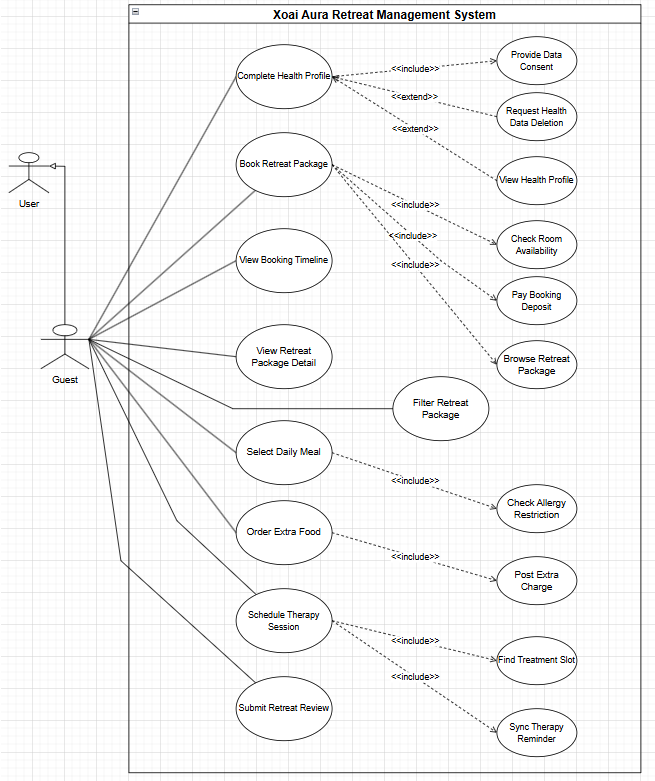 Xoai Aura Retreat Management System
Complete Health Profile
<<include>>
Provide Data
Consent
<<extend>>
Request Health
Data Deletion
<<extend>>
View Health Profile
User
Book Retreat Package
<<include>>
Check Room
Availability
<<include>>
Pay Booking
Deposit
<<include>>
Browse Retreat
Package
View Booking Timeline
Guest
View Retreat
Package Detail
Filter Retreat
Package
Select Daily Meal
<<include>>
Check Allergy
Restriction
Order Extra Food
<<include>>
Post Extra
Charge
Schedule Therapy
Session
<<include>>
Find Treatment Slot
<<include>>
Sync Therapy
Reminder
Submit Retreat Review